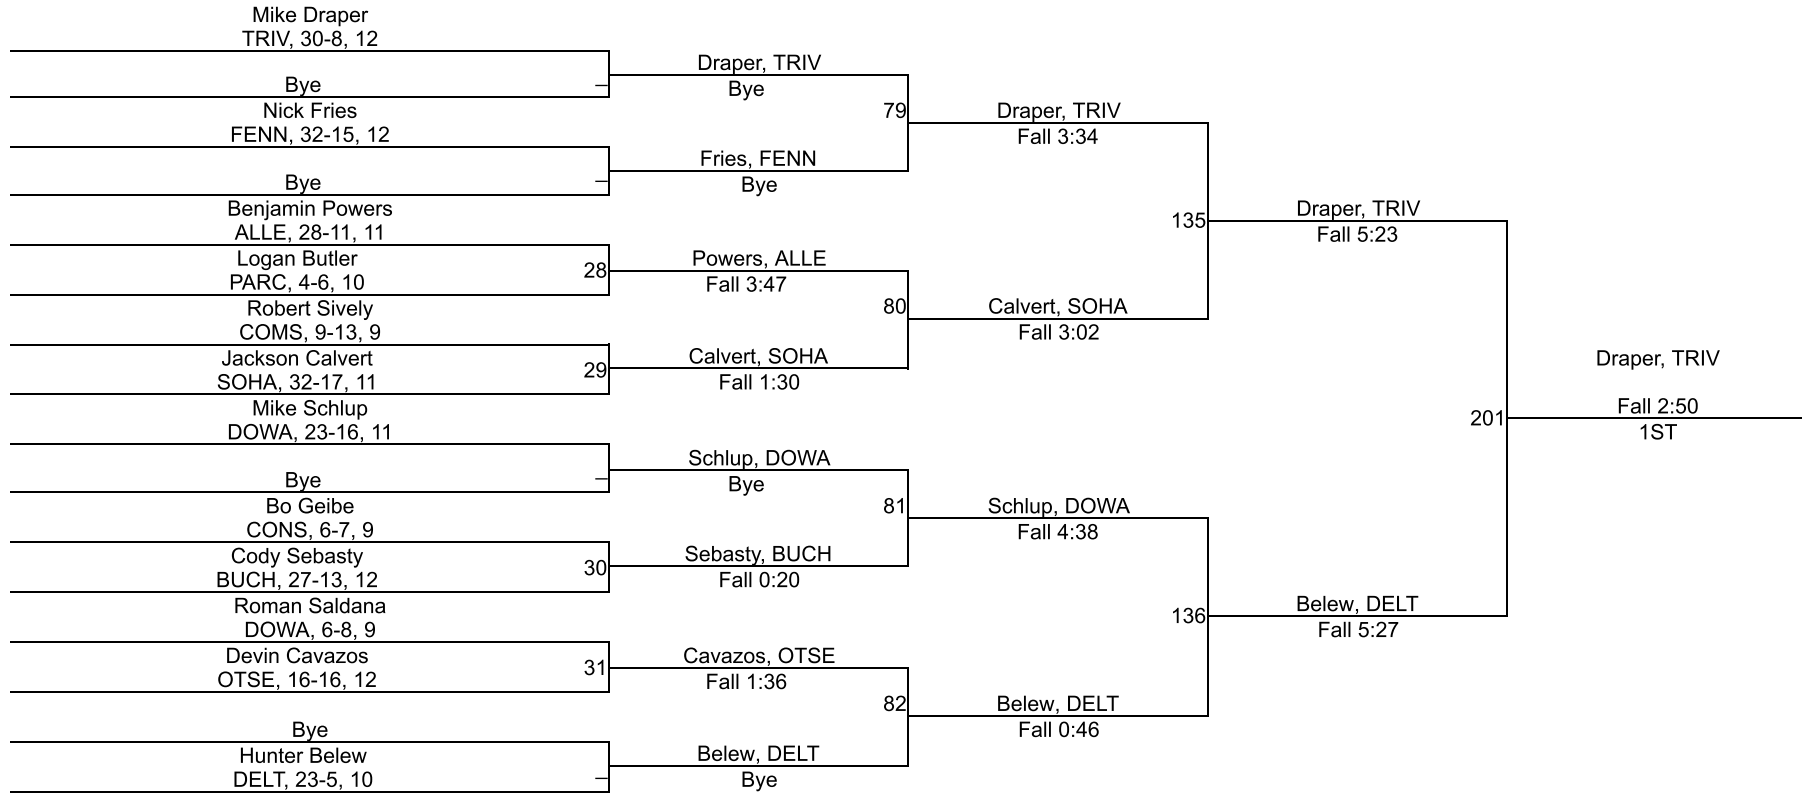 Mike Draper
TRIV, 30-8, 12
Bye
Nick Fries
FENN, 32-15, 12
Bye
Benjamin Powers
ALLE, 28-11, 11
Logan Butler
PARC, 4-6, 10
28
Robert Sively
COMS, 9-13, 9
Jackson Calvert
SOHA, 32-17, 11
29
Mike Schlup
DOWA, 23-16, 11
Bye
Bo Geibe
CONS, 6-7, 9
Cody Sebasty
BUCH, 27-13, 12
30
Roman Saldana
DOWA, 6-8, 9
Devin Cavazos
OTSE, 16-16, 12
31
Bye
Hunter Belew
DELT, 23-5, 10
Draper, TRIV
Bye
79
Fries, FENN
Bye
Powers, ALLE
Fall 3:47
80
Calvert, SOHA
Fall 1:30
Schlup, DOWA
Bye
81
Sebasty, BUCH
Fall 0:20
Cavazos, OTSE
Fall 1:36
82
Belew, DELT
Bye
Draper, TRIV
Fall 3:34
135
Calvert, SOHA
Fall 3:02
Schlup, DOWA
Fall 4:38
136
Belew, DELT
Fall 0:46
Draper, TRIV
Fall 5:23
201
Belew, DELT
Fall 5:27
Draper, TRIV
Fall 2:50
1ST